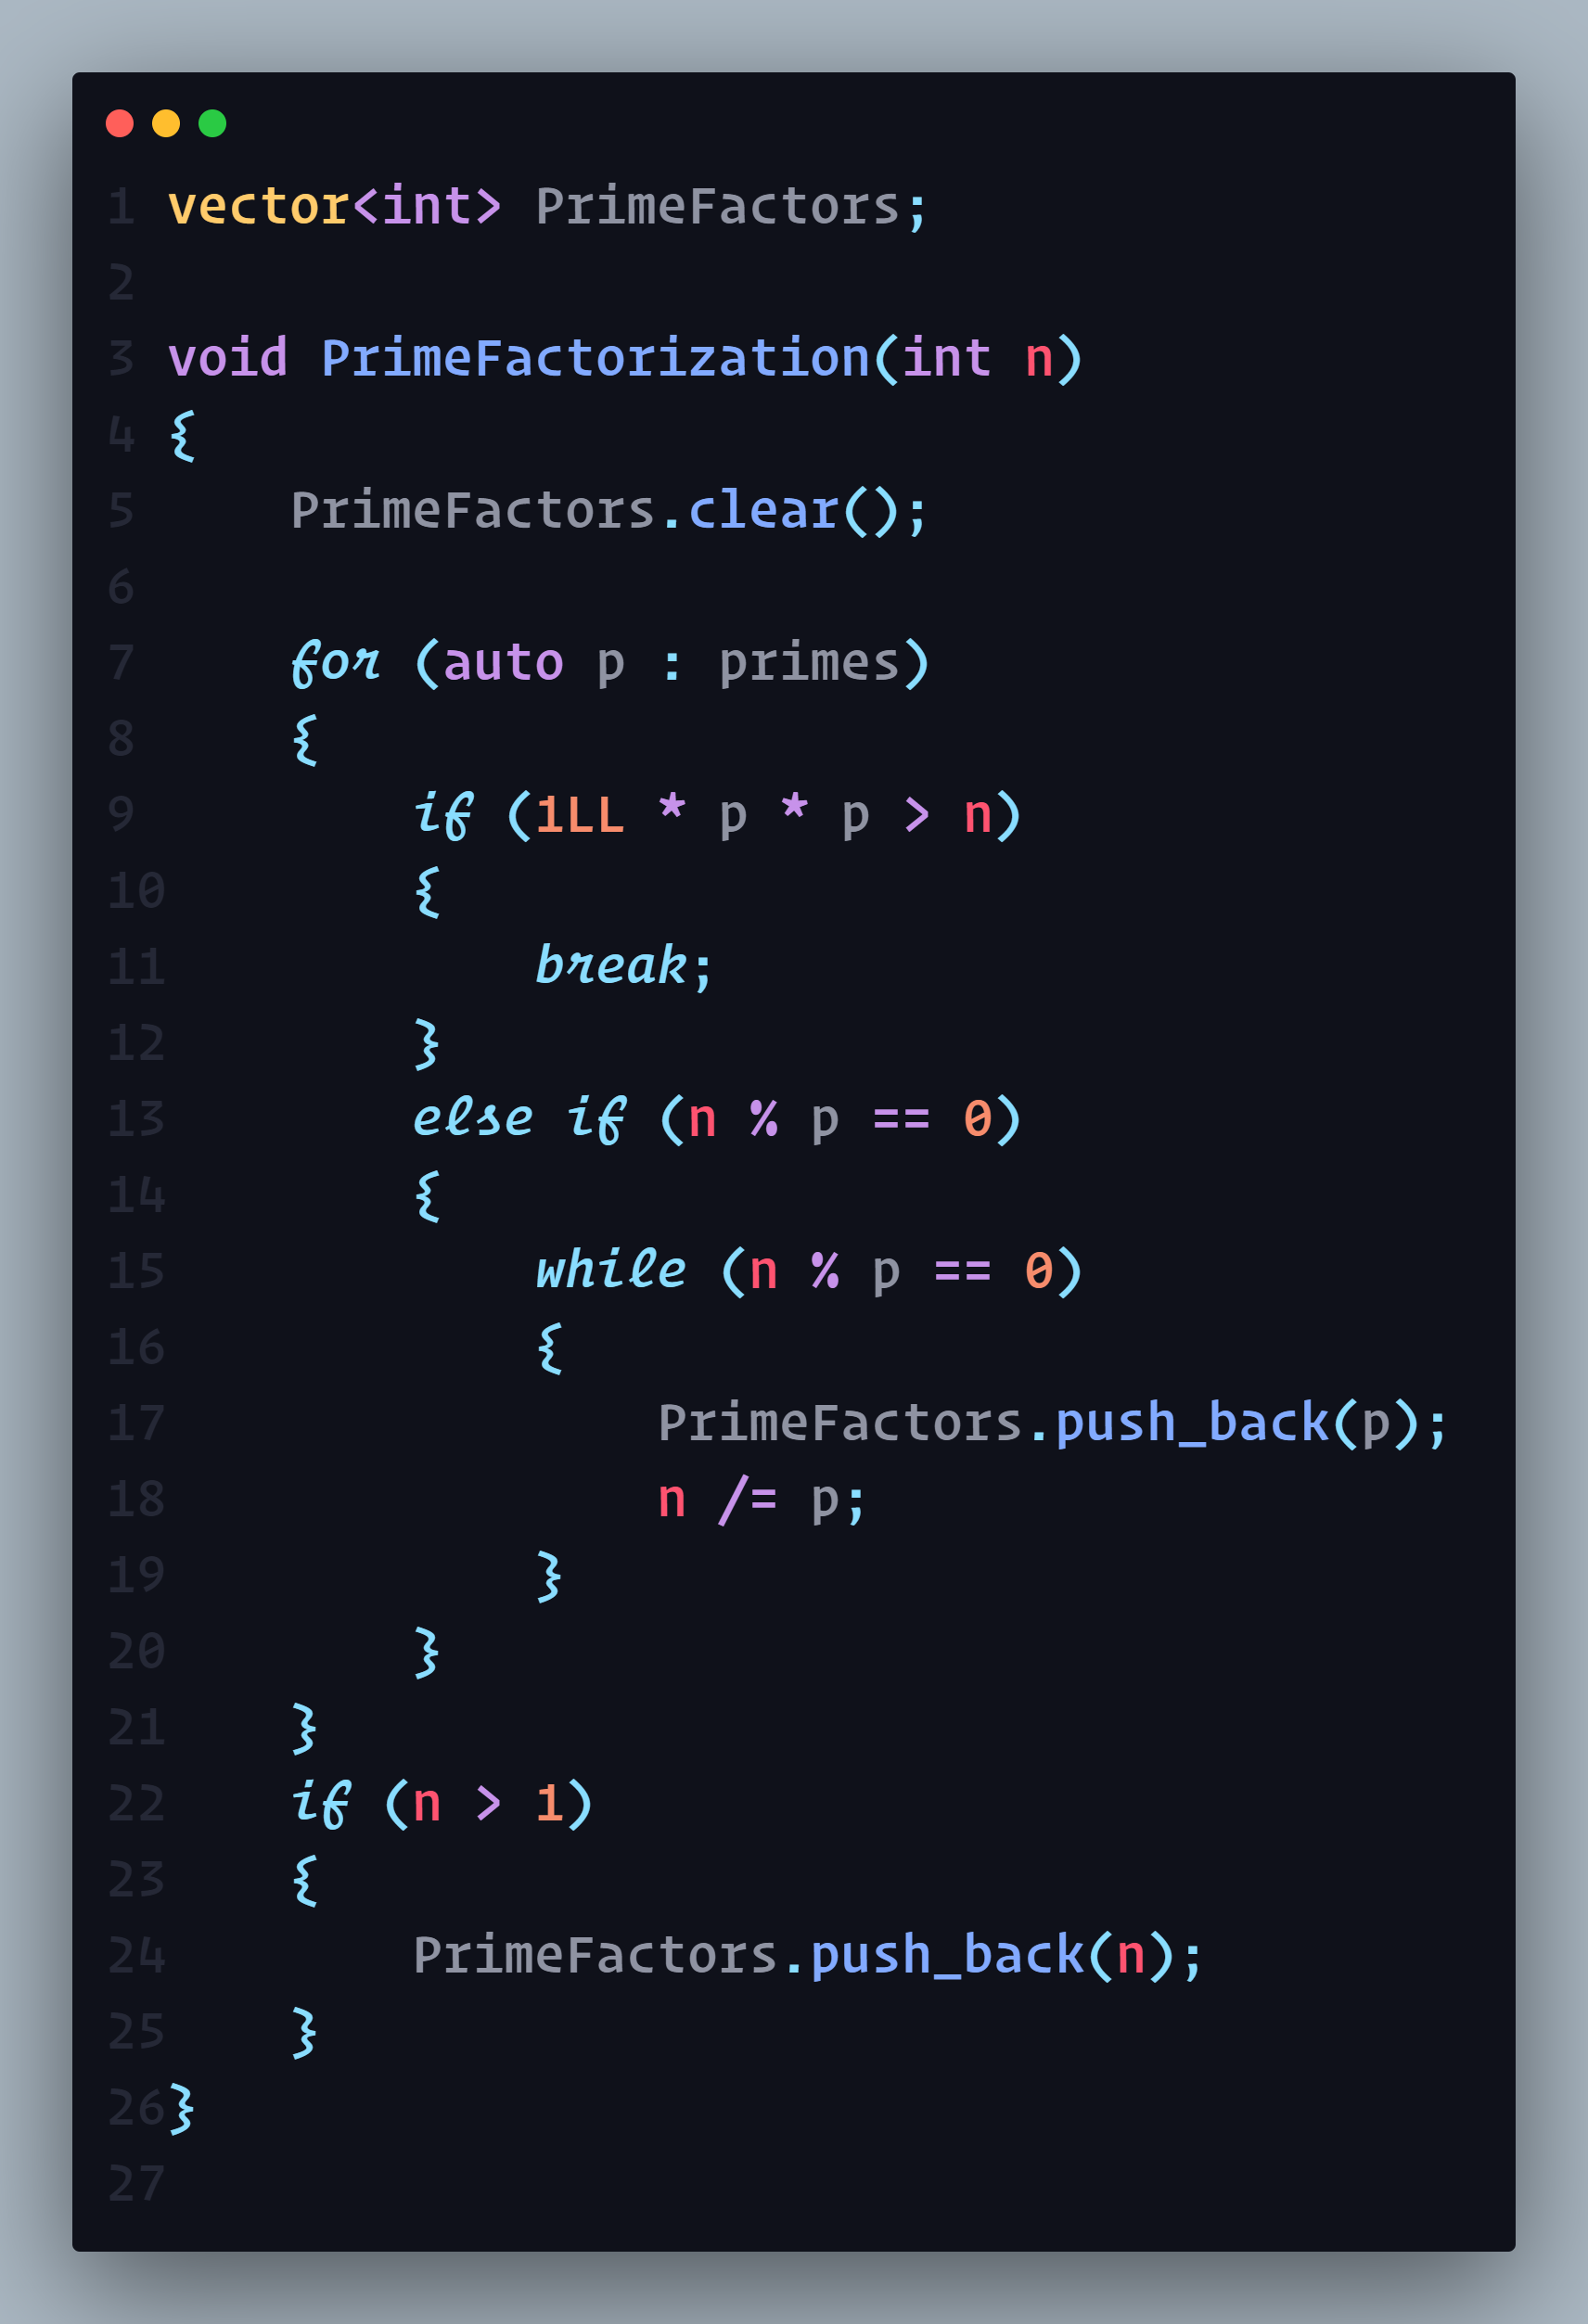 1 vector<int> PrimeFactors;
2
3 void PrimeFactorization(int n)
4 {
5     PrimeFactors.clear();
6
7     for (auto p : primes)
8     {
9         if (1LL * p * p > n)
10         {
11             break;
12         }
13         else if (n % p == 0)
14         {
15             while (n % p == 0)
16             {
17                 PrimeFactors.push_back(p);
18                 n /= p;
19             }
20         }
21     }
22     if (n > 1)
23     {
24         PrimeFactors.push_back(n);
25     }
26 }
27